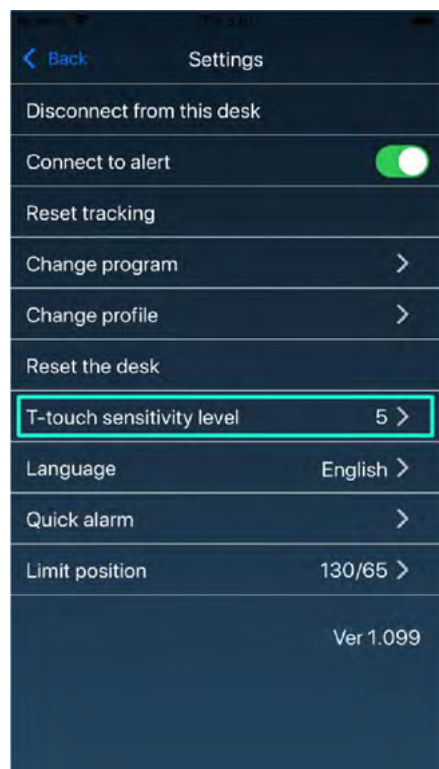 Back Settings
Disconnect from this desk
Connect to alert
Reset tracking
Change program
Change profile
Reset the desk
T-touch sensitivity level 5
Language English
Quick alarm
Limit position 130/65
Ver 1.099